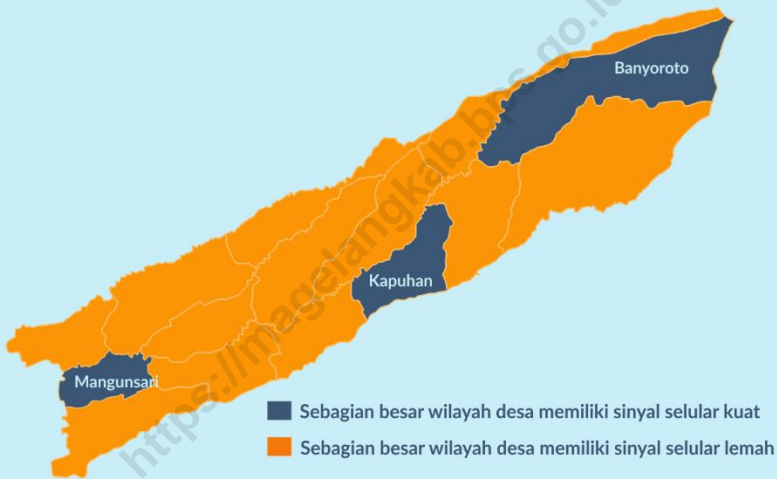 Banyoroto
Kapuhan
Mangunsari
Sebagian besar wilayah desa memiliki sinyal selular kuat
Sebagian besar wilayah desa memiliki sinyal selular lemah
https://magelangkab.bps.go.id